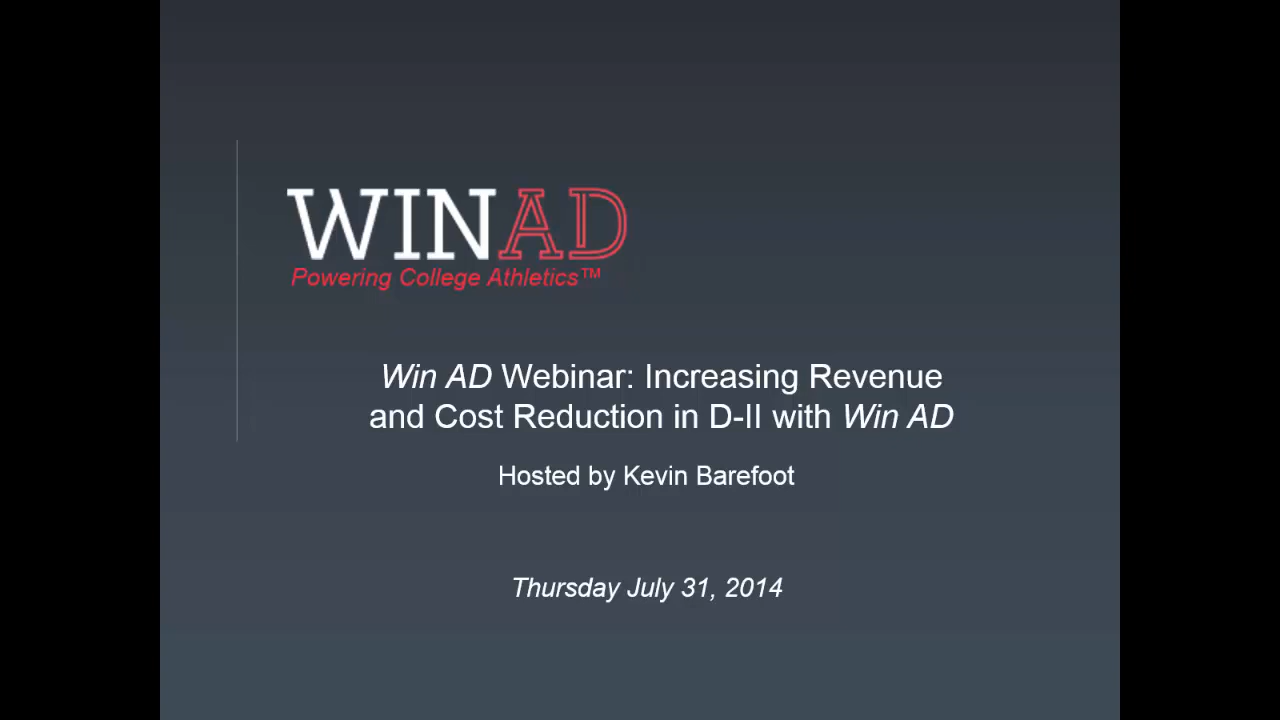 WINAD
Powering College Athletics™
Win AD Webinar: Increasing Revenue
and Cost Reduction in D-II with Win AD
Hosted by Kevin Barefoot
Thursday July 31, 2014